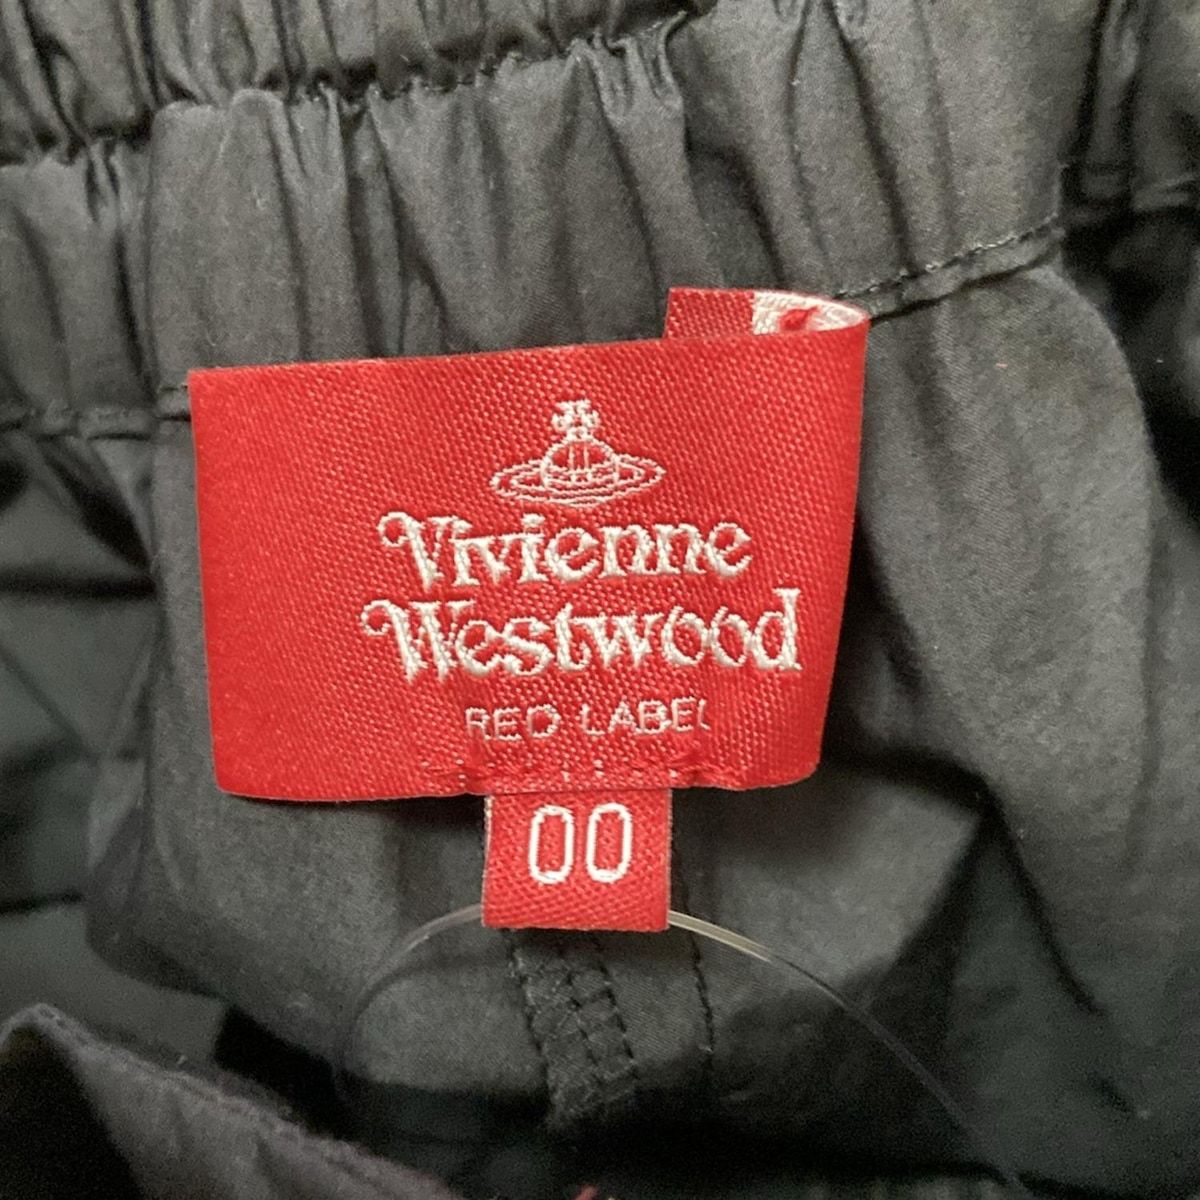 Vivienne
Westwood
RED LABEL
00